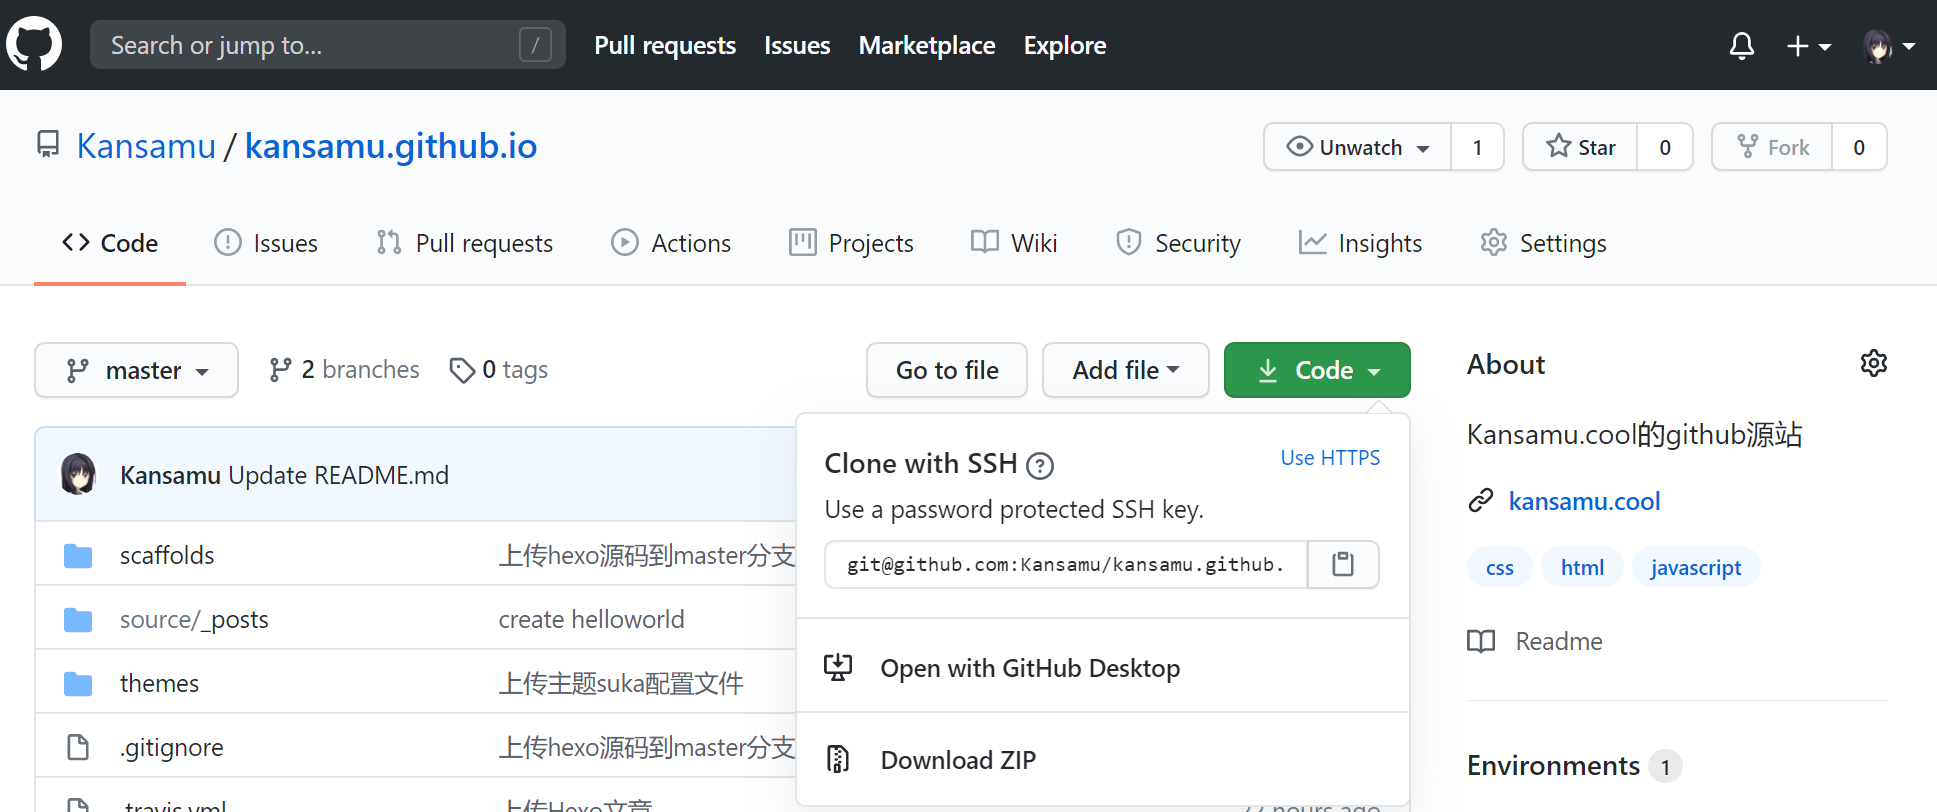 Search or jump to... / Pull requests Issues Marketplace Explore
Kansamu / kansamu.github.io Unwatch 1 Star 0 Fork 0
Code Issues Pull requests Actions Projects Wiki Security Insights Settings
master 2 branches 0 tags Go to file Add file Code
About
Kansamu.cool的github源站
kansamu.cool
css html javascript
Readme
Environments 1
Clone with SSH ? Use HTTPS
Use a password protected SSH key.
git@github.com:Kansamu/kansamu.github.
Open with GitHub Desktop
Download ZIP
Kansamu Update README.md
scaffolds 上传hexo源码到master分支
source/_posts create helloworld
themes 上传主题suka配置文件
.gitignore 上传hexo源码到master分支
.travis.yml 上传Hexo文章 22 hours ago